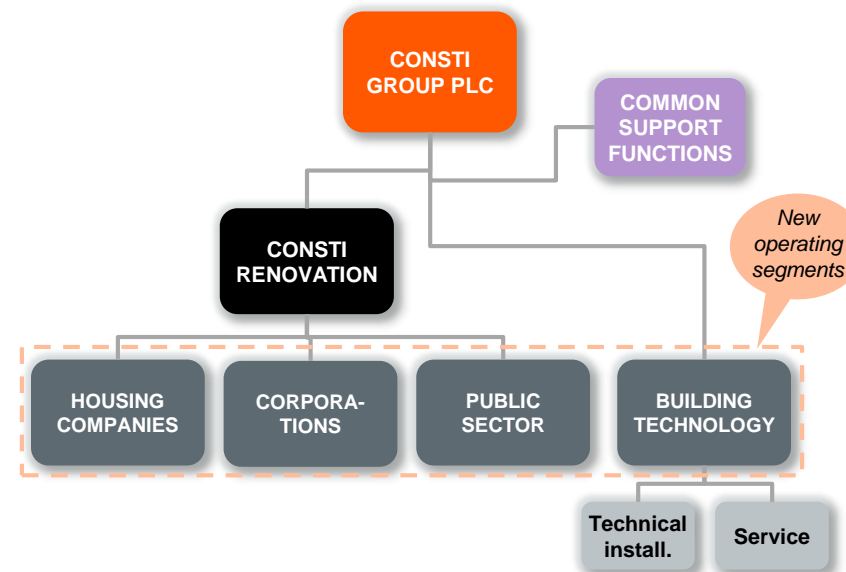 CONSTI
GROUP PLC
COMMON
SUPPORT
FUNCTIONS
CONSTI
RENOVATION
New
operating
segments
HOUSING
COMPANIES
CORPORA-
TIONS
PUBLIC
SECTOR
BUILDING
TECHNOLOGY
Technical
install.
Service